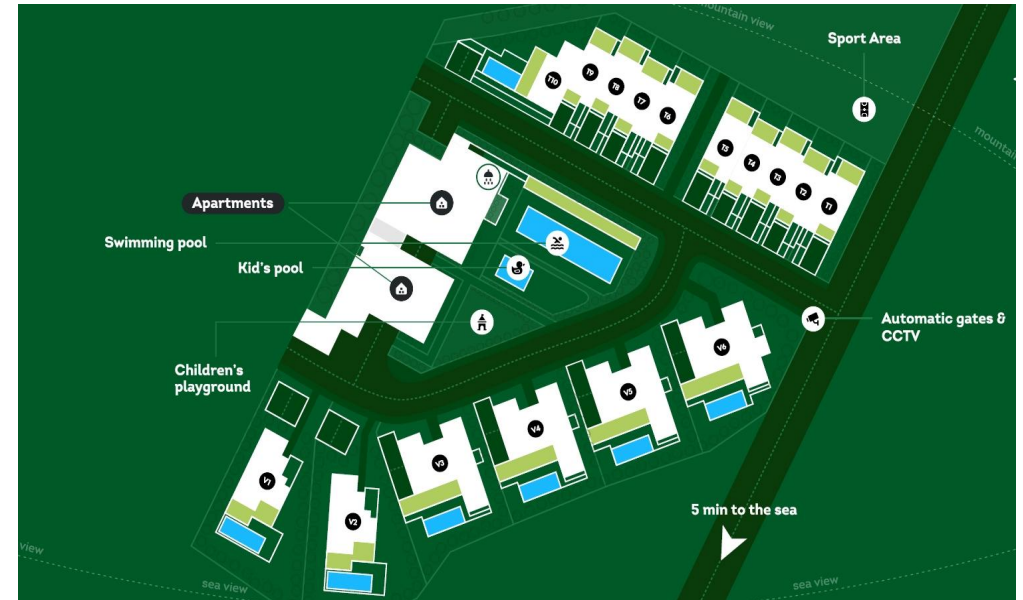 mountain view
Sport Area
T10
T9
T8
T7
T6
T5
T4
T3
T2
T1
mountain
Apartments
Swimming pool
Kid's pool
Automatic gates &
CCTV
Children's
playground
V6
V5
V4
V3
V1
V2
5 min to the sea
view
sea view
sea view